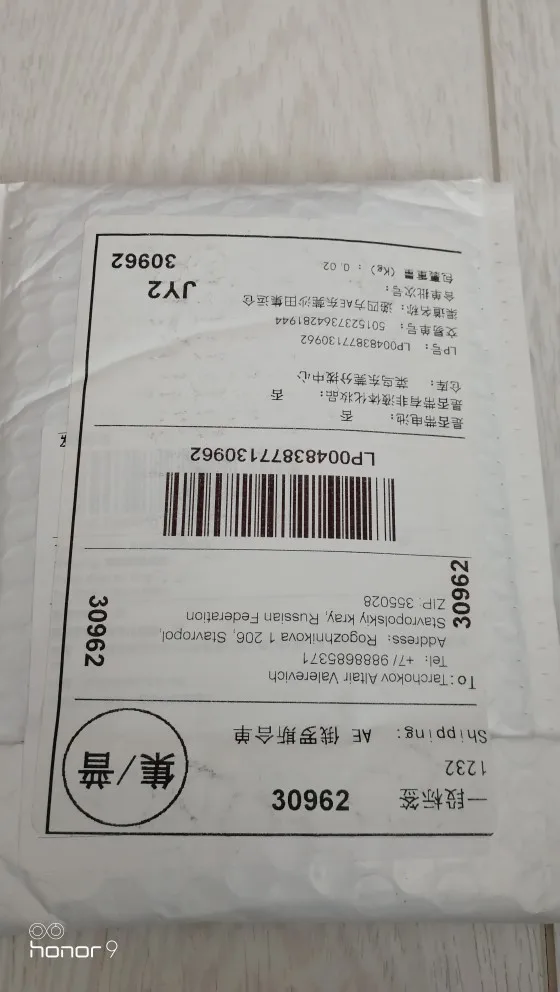 一段标签 30962
1232
集/普
Shipping: AE 俄罗斯合单
To: Tarchokov Altair Valerevich
Tel: +7/ 9888685371
Address: Rogozhnikova 1 206, Stavropol,
Stavropolskiy kray, Russian Federation
ZIP: 355028
30962
30962
LP00483877130962
是否带电池: 否
是否带有非液体化妆品: 否
仓库: 菜鸟东莞分拨中心
LP号: LP00483877130962
交易单号: 5015237364281944
渠道名称: 递四方AE东莞沙田集运仓
合单批次号:
包裹重量 (Kg) : 0.02
JY2
30962
honor 9